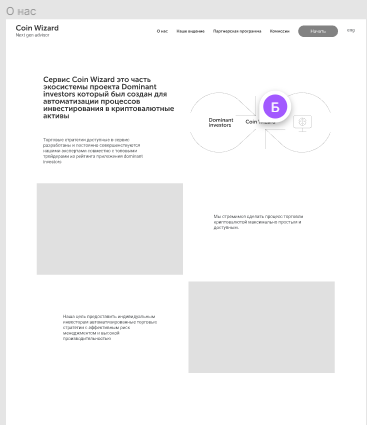 О нас
Coin Wizard
Next gen advisor
О нас Наше видение Партнерская программа Комиссии Начать
Сервис Coin Wizard это часть
экосистемы проекта Dominant
investors который был создан для
автоматизации процессов
инвестирования в криптовалютные
активы
Dominant
investors
Coin
Б
Торговые стратегии доступные в сервисе
разработаны и постоянно совершенствуются
нашими экспертами совместно с топовыми
трейдерами из рейтинга приложения Dominant
investors
Мы стремимся сделать процесс торговли
криптовалютой максимально простым и
доступным.
Наша цель предоставить индивидуальным
инвесторам автоматизированные торговые
стратегии с эффективным риск
менеджментом и высокой
производительностью